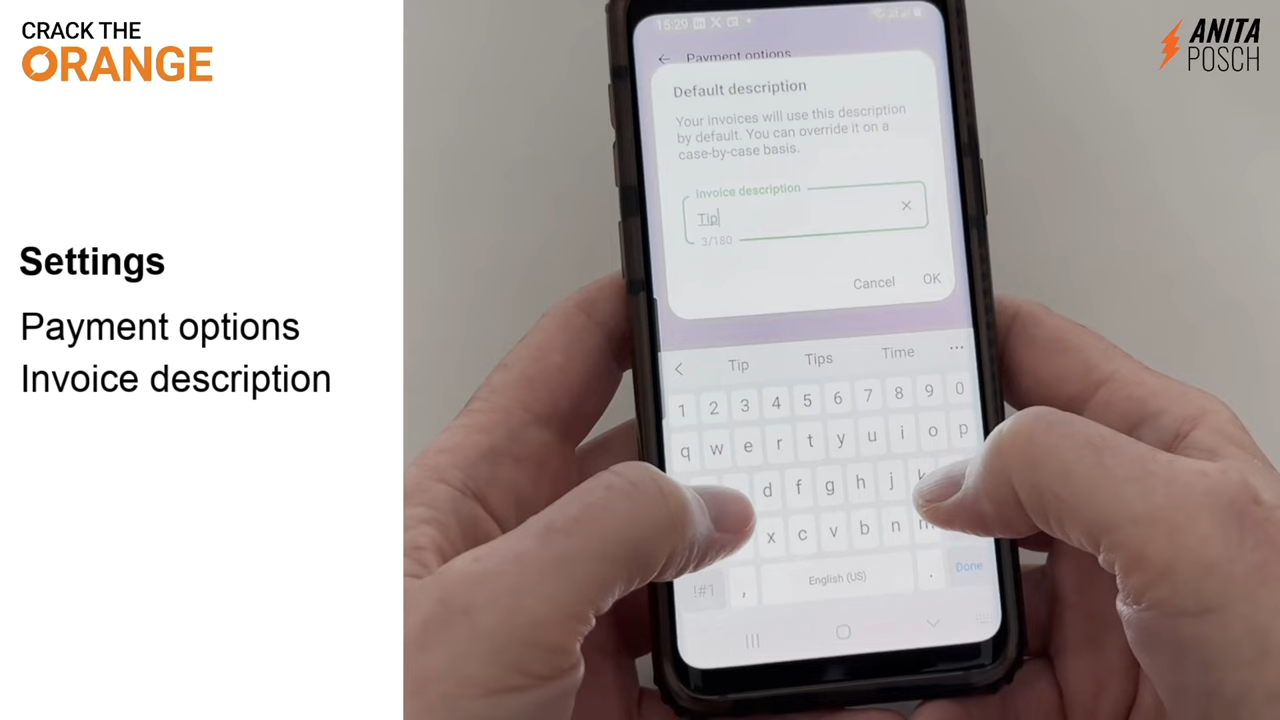 CRACK THE
ORANGE
Settings
Payment options
Invoice description
ANITA
POSCH
15:29
Payment options
Default description
Your invoices will use this description
by default. You can override it on a
case-by-case basis.
Invoice description
Tip
3/180
Cancel OK
Tip Tips Time
1 2 3 4 5 6 7 8 9 0
q w e r t y u i o p
d f g h j k
x c v b n m
!#1 , English (US) . Done